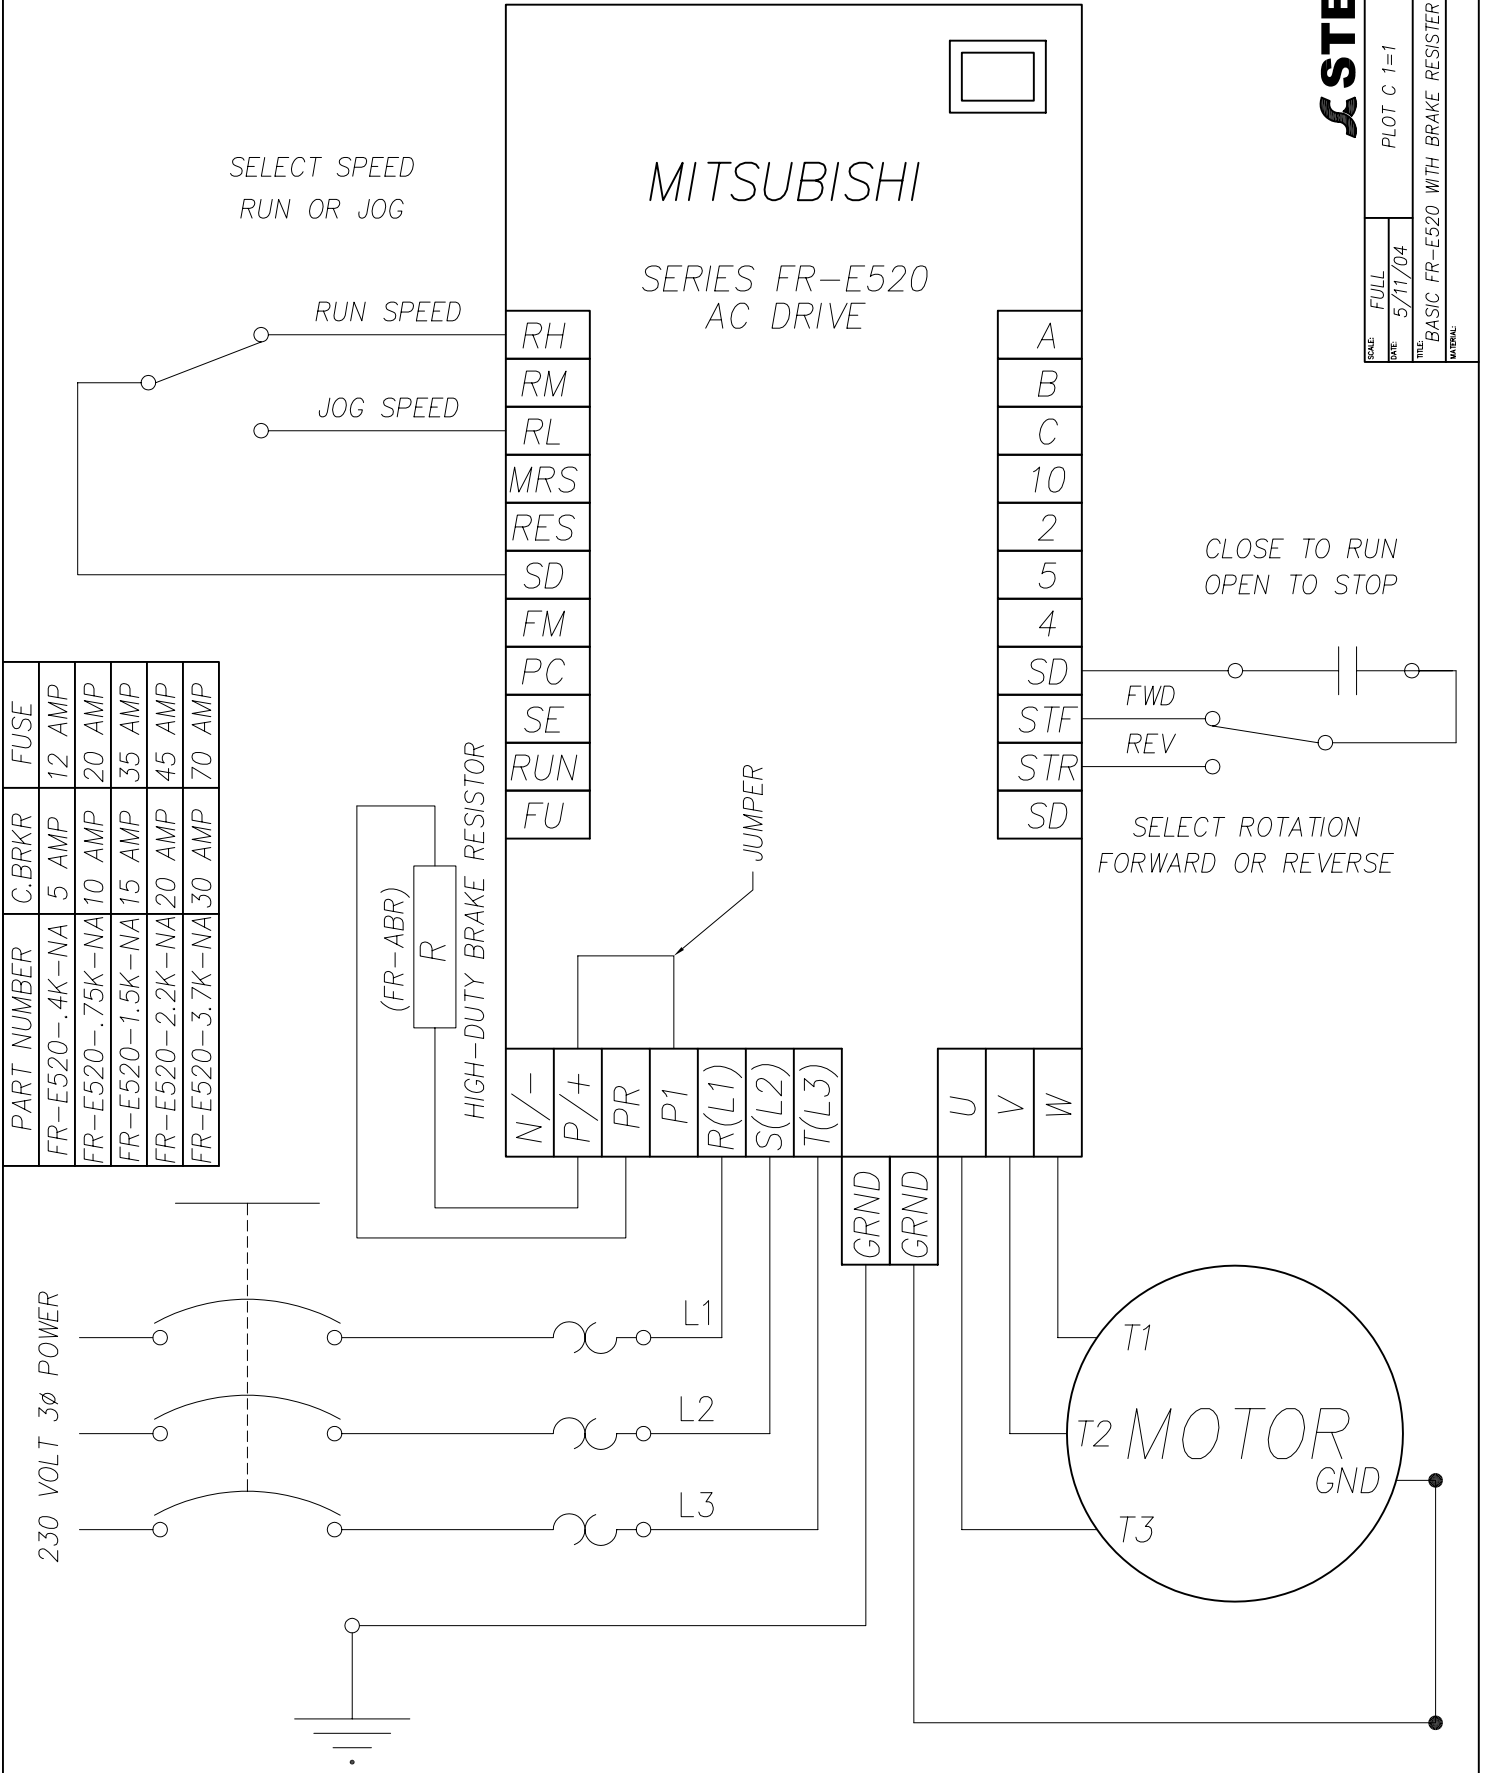 SELECT SPEED
RUN OR JOG
RUN SPEED
JOG SPEED
MITSUBISHI
SERIES FR-E520
AC DRIVE
RH
RM
RL
MRS
RES
SD
FM
PC
SE
RUN
FU
A
B
C
10
2
5
4
SD
STF
STR
SD
CLOSE TO RUN
OPEN TO STOP
FWD
REV
SELECT ROTATION
FORWARD OR REVERSE
STE
PLOT C 1=1
SCALE: FULL
DATE: 5/11/04
TITLE: BASIC FR-E520 WITH BRAKE RESISTER
MATERIAL:
PART NUMBER C.BRKR FUSE
FR-E520-.4K-NA 5 AMP 12 AMP
FR-E520-.75K-NA 10 AMP 20 AMP
FR-E520-1.5K-NA 15 AMP 35 AMP
FR-E520-2.2K-NA 20 AMP 45 AMP
FR-E520-3.7K-NA 30 AMP 70 AMP
(FR-ABR)
R
HIGH-DUTY BRAKE RESISTOR
JUMPER
N/-
P/+
PR
P1
R(L1)
S(L2)
T(L3)
GRND
GRND
U
V
W
230 VOLT 3Ø POWER
L1
L2
L3
T1
T2
MOTOR
GND
T3